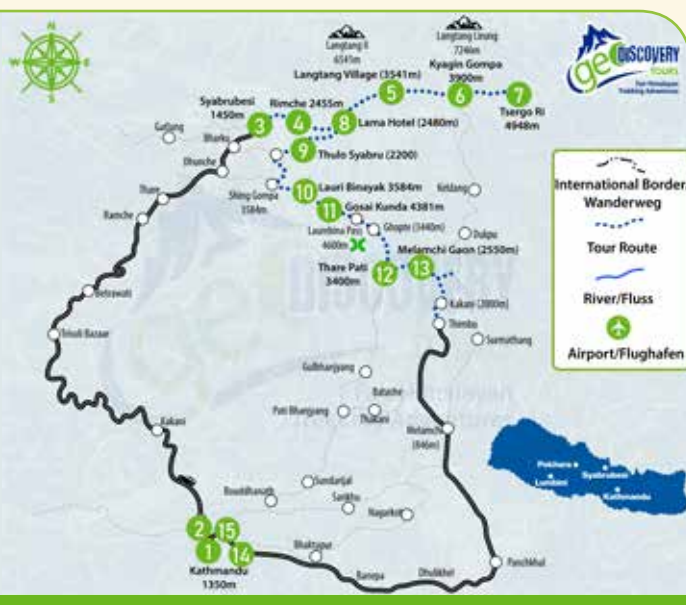 N
W
E
S
Langtang II
6541m
Langtang Lirung
7246m
geo DISCOVERY
TOURS
Langtang Village (3541m)
Kyagin Gompa
3900m
5
6
7
Tsergo Ri
4948m
Syabrubesi
1450m
Rimche 2455m
3
4
8
Lama Hotel (2480m)
Bharku
9
Thulo Syabru (2200)
Dhunche
Thare
Shing Gompa
3584m
10
Lauri Binayak 3584m
Ramche
11
Gosai Kunda 4381m
Laurebina Pass
4600m
Ghopte (3440m)
Dukpu
Melamchi Gaon (2550m)
Thare Pati
3400m
12
13
Betrawati
Kakani (2000m)
Thimbu
Trisuli Bazaar
Sarmathang
International Border
Wanderweg
Tour Route
River/Fluss
Airport/Flughafen
Gulbhanjyang
Batache
Pati Bhanjyang
Thakani
Kakani
Melamchi
(846m)
Sundarijal
Bouddhanath
Sankhu
Nagarkot
Pokhara
Syabrubesi
Lumbini
Kathmandu
2
15
1
14
Kathmandu
1350m
Bhaktapur
Banepa
Dhulikhel
Panchkhal